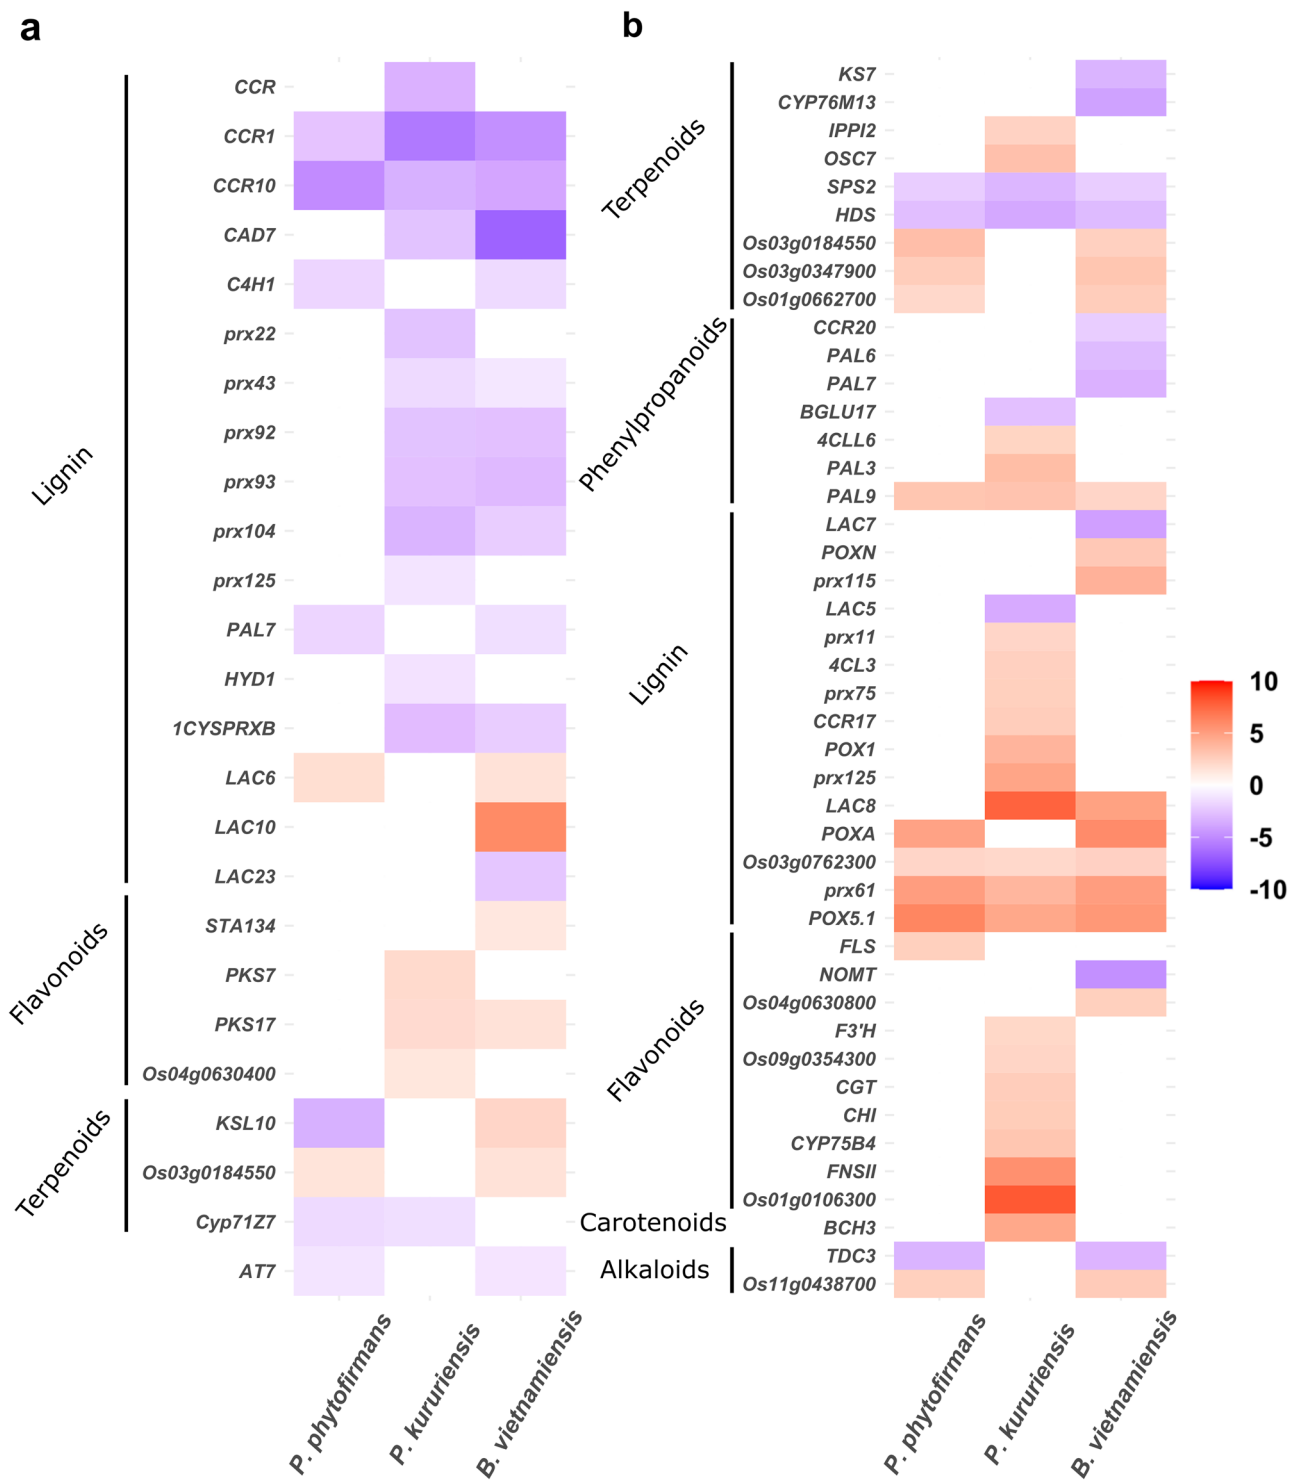 a
CCR
CCR1
CCR10
CAD7
C4H1
prx22
prx43
prx92
prx93
prx104
prx125
PAL7
HYD1
1CYSPRXB
LAC6
LAC10
LAC23
STA134
PKS7
PKS17
Os04g0630400
KSL10
Os03g0184550
Cyp71Z7
AT7
Lignin
Flavonoids
Terpenoids
P. phytofirmans
P. kururiensis
B. vietnamiensis
b
KS7
CYP76M13
IPPI2
OSC7
SPS2
HDS
Os03g0184550
Os03g0347900
Os01g0662700
CCR20
PAL6
PAL7
BGLU17
4CLL6
PAL3
PAL9
LAC7
POXN
prx115
LAC5
prx11
4CL3
prx75
CCR17
POX1
prx125
LAC8
POXA
Os03g0762300
prx61
POX5.1
FLS
NOMT
Os04g0630800
F3'H
Os09g0354300
CGT
CHI
CYP75B4
FNSII
Os01g0106300
BCH3
TDC3
Os11g0438700
Terpenoids
Phenylpropanoids
Lignin
Flavonoids
Carotenoids
Alkaloids
P. phytofirmans
P. kururiensis
B. vietnamiensis
10
5
0
-5
-10